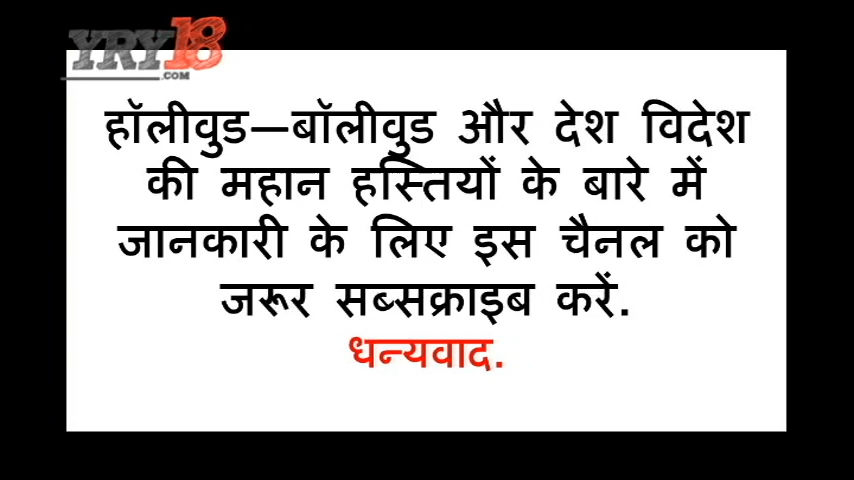 YRY18
.COM
हॉलीवुड–बॉलीवुड और देश विदेश
की महान हस्तियों के बारे में
जानकारी के लिए इस चैनल को
जरूर सब्सक्राइब करें.
धन्यवाद.